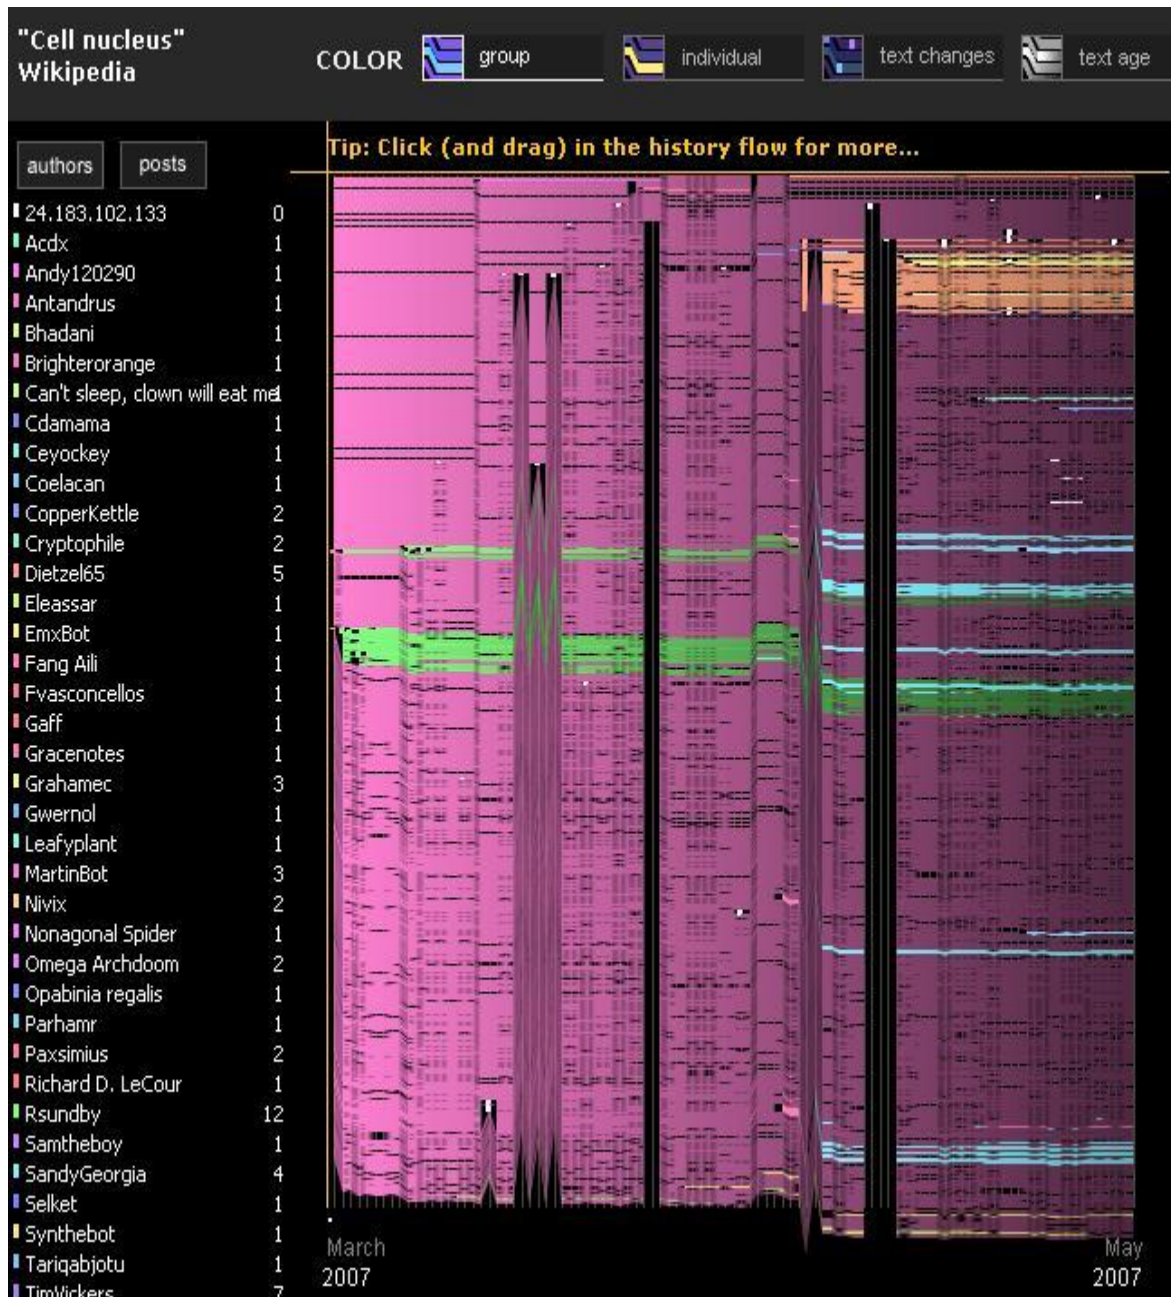 "Cell nucleus"
Wikipedia
COLOR group individual text changes text age
Tip: Click (and drag) in the history flow for more...
authors posts
24.183.102.133 0
Acdx 1
Andy120290 1
Antandrus 1
Bhadani 1
Brighterorange 1
Can't sleep, clown will eat me 1
Cdamama 1
Ceyockey 1
Coelacan 1
CopperKettle 2
Cryptophile 2
Dietzel65 5
Eleassar 1
EmxBot 1
Fang Aili 1
Fvasconcellos 1
Gaff 1
Gracenotes 1
Grahamec 3
Gwernol 1
Leafyplant 1
MartinBot 3
Nivix 2
Nonagonal Spider 1
Omega Archdoom 2
Opabinia regalis 1
Parhamr 1
Paxsimius 2
Richard D. LeCour 1
Rsundby 12
Samtheboy 1
SandyGeorgia 4
Selket 1
Synthebot 1
Tariqabjotu 1
TimVickers 7
March May
2007 2007